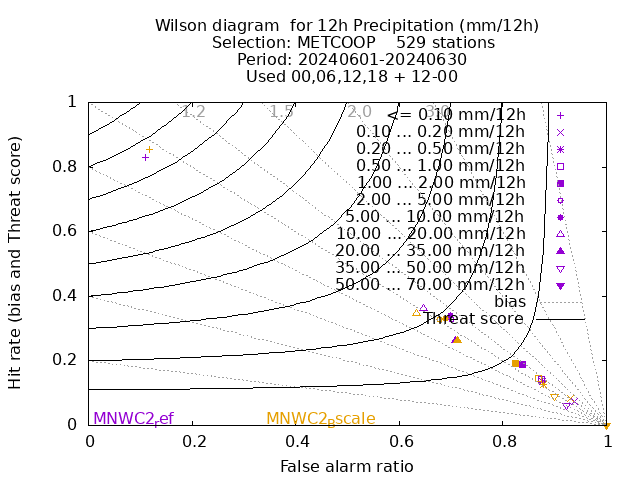 Wilson diagram  for 12h Precipitation (mm/12h)
Selection: METCOOP    529 stations
Period: 20240601-20240630
Used 00,06,12,18 + 12-00
1.2 1.5 2.0 3.0
<= 0.10 mm/12h
0.10 ... 0.20 mm/12h
0.20 ... 0.50 mm/12h
0.50 ... 1.00 mm/12h
1.00 ... 2.00 mm/12h
2.00 ... 5.00 mm/12h
5.00 ... 10.00 mm/12h
10.00 ... 20.00 mm/12h
20.00 ... 35.00 mm/12h
35.00 ... 50.00 mm/12h
50.00 ... 70.00 mm/12h
bias
Threat score
1
0.8
0.6
0.4
0.2
0
Hit rate (bias and Threat score)
MNWC2ref MNWC2Bscale
0 0.2 0.4 0.6 0.8 1
False alarm ratio